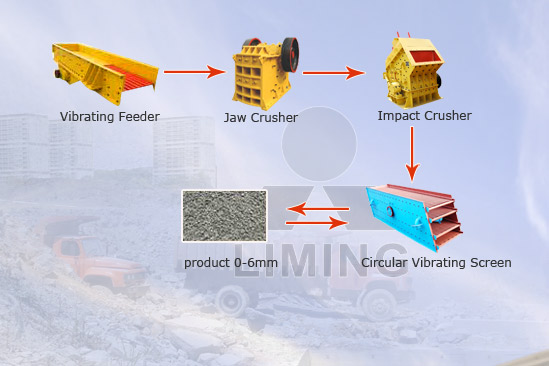 Vibrating Feeder
Jaw Crusher
Impact Crusher
product 0-6mm
LIMING
Circular Vibrating Screen